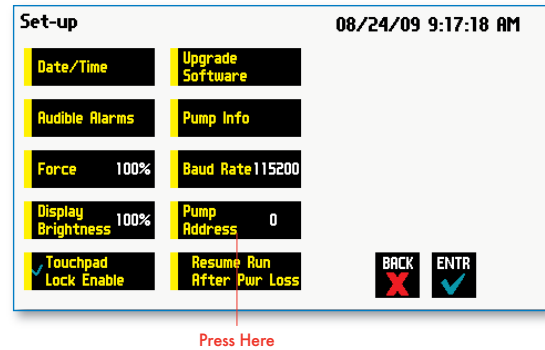 Set-up
08/24/09 9:17:18 AM
Date/Time
Upgrade
Software
Audible Alarms
Pump Info
Force 100%
Baud Rate 115200
Display
Brightness 100%
Pump
Address 0
Touchpad
Lock Enable
Resume Run
After Pwr Loss
BACK
ENTR
Press Here